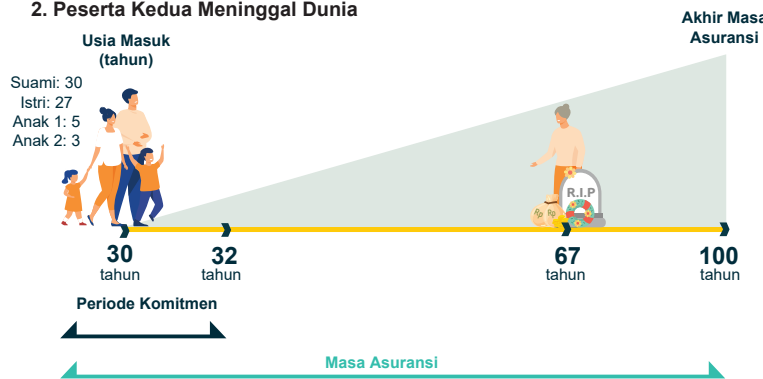 2. Peserta Kedua Meninggal Dunia
Usia Masuk
(tahun)
Suami: 30
Istri: 27
Anak 1: 5
Anak 2: 3
Akhir Masa
Asuransi
R.I.P
Rp
Rp
30
tahun
32
tahun
67
tahun
100
tahun
Periode Komitmen
Masa Asuransi